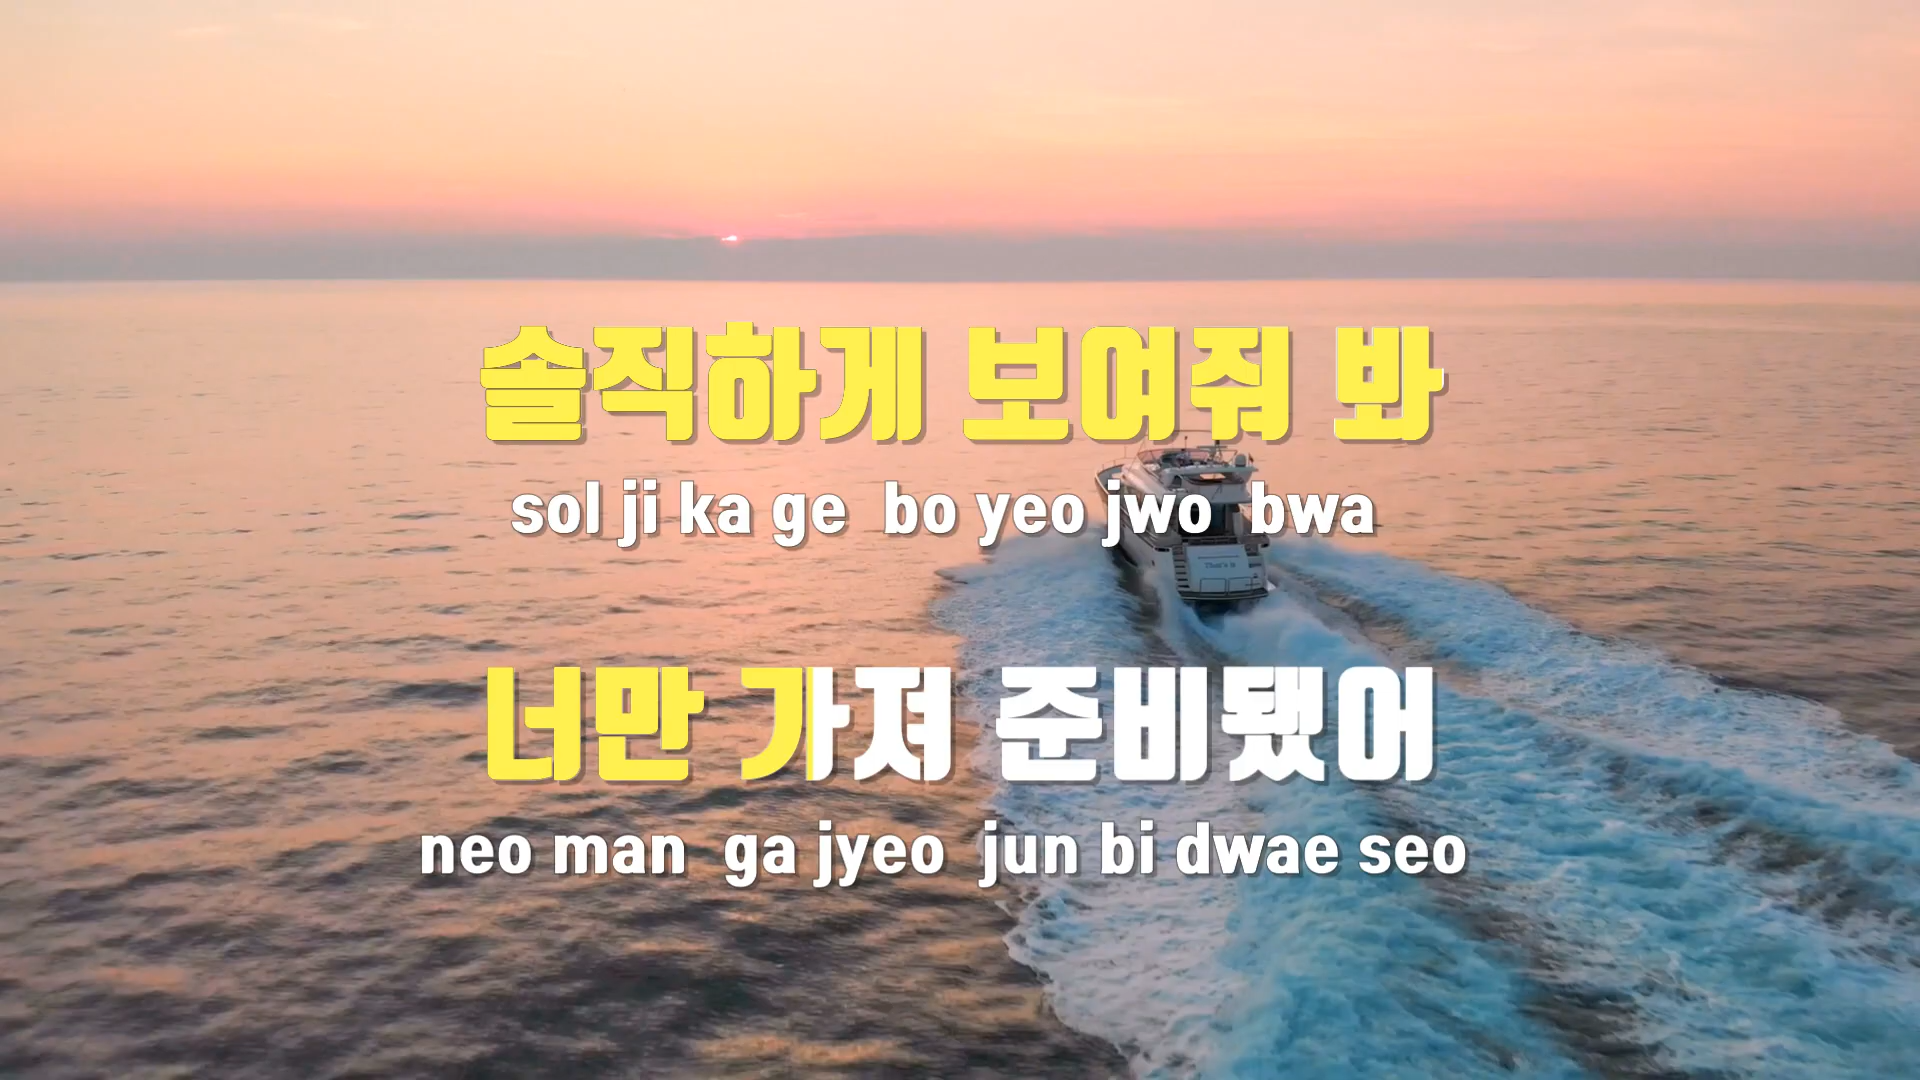 솔직하게 보여줘 봐
sol ji ka ge bo yeo jwo bwa
너만 가져 준비됐어
neo man ga jyeo jun bi dwae seo